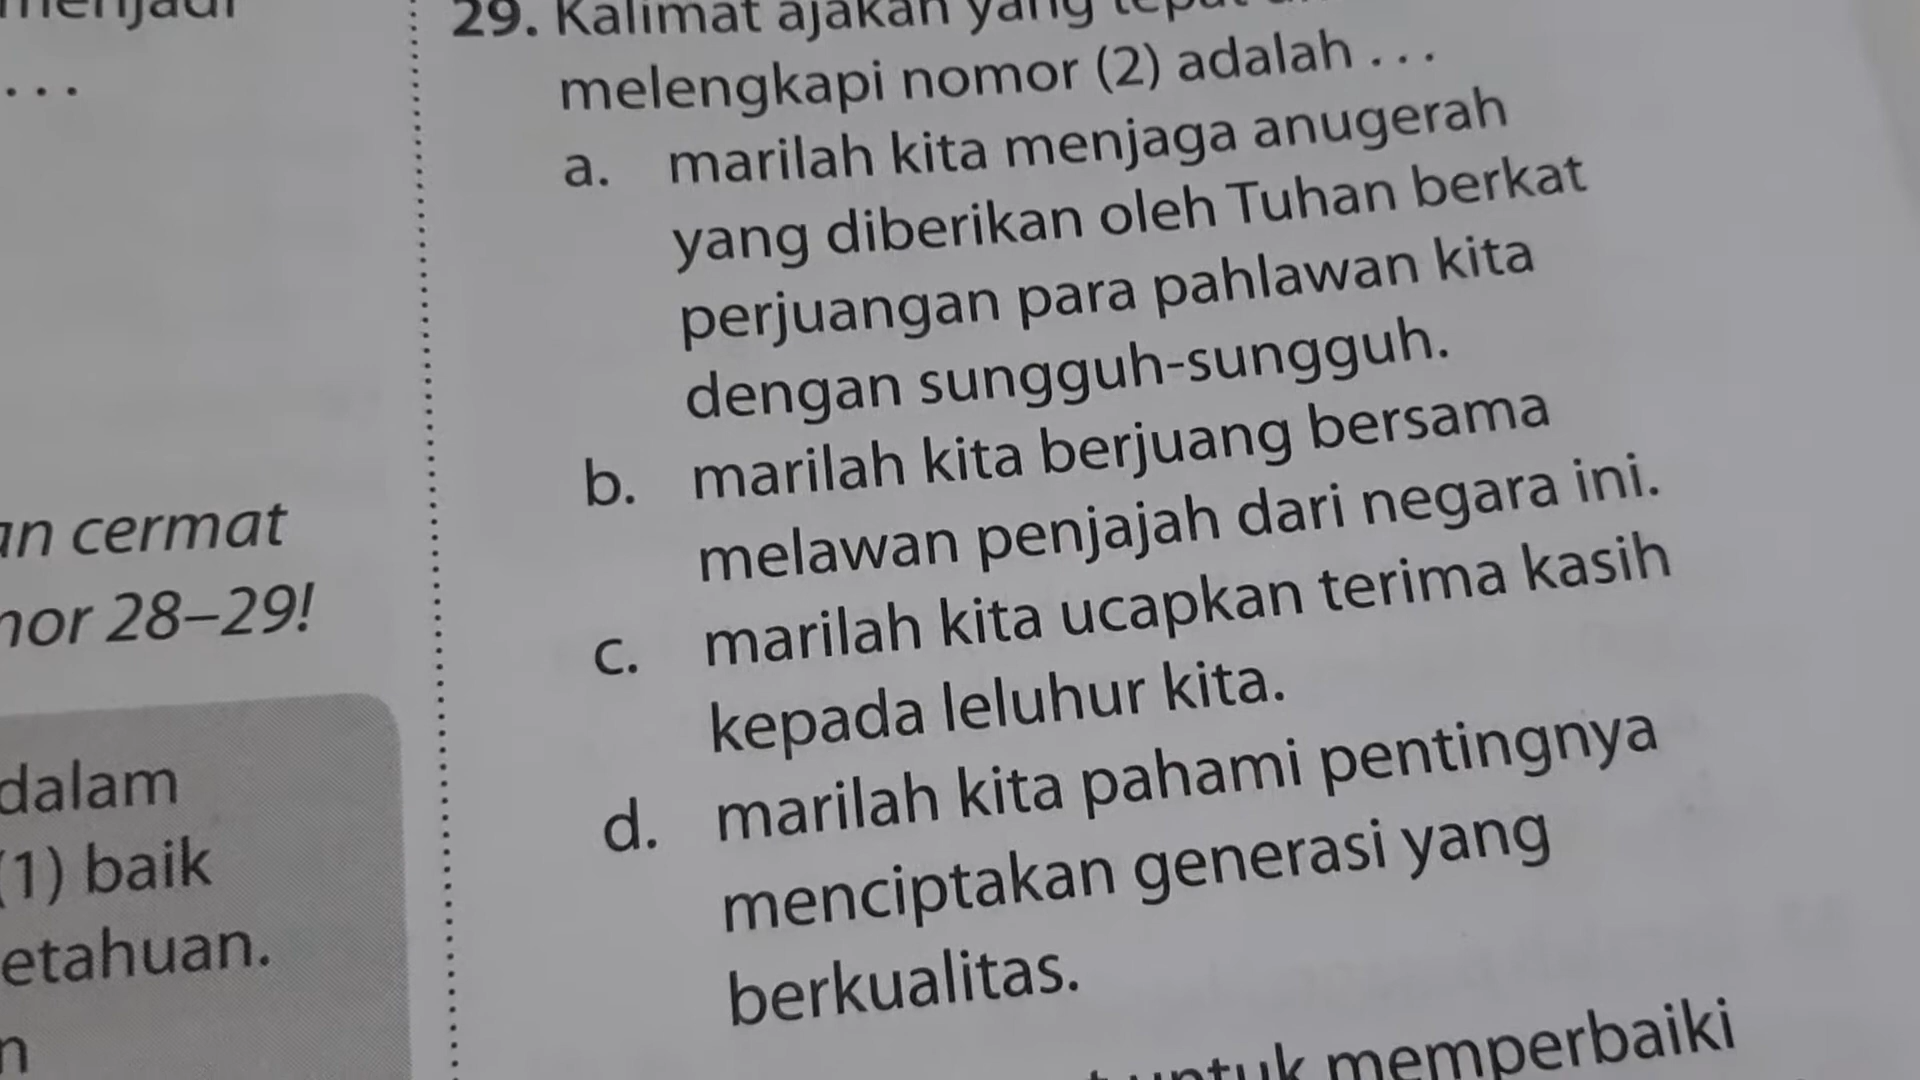 menjadi
. . .
cermat
28–29!
dalam
(1) baik
etahuan.
29. Kalimat ajakan yang
melengkapi nomor (2) adalah . . .
a. marilah kita menjaga anugerah
yang diberikan oleh Tuhan berkat
perjuangan para pahlawan kita
dengan sungguh-sungguh.
b. marilah kita berjuang bersama
melawan penjajah dari negara ini.
c. marilah kita ucapkan terima kasih
kepada leluhur kita.
d. marilah kita pahami pentingnya
menciptakan generasi yang
berkualitas.
untuk memperbaiki